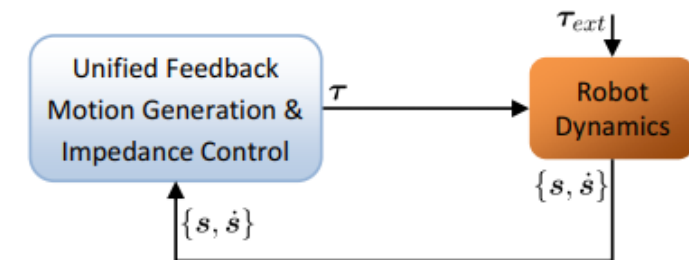 τ_ext
Unified Feedback
Motion Generation &
Impedance Control
τ
Robot
Dynamics
{s, ṡ}
{s, ṡ}